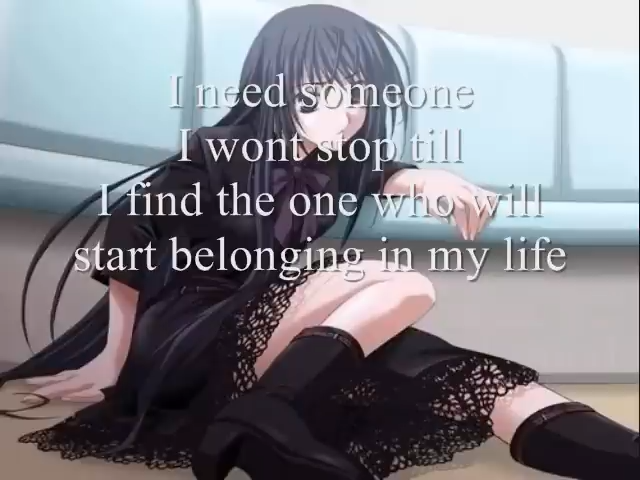 I need someone
I wont stop till
I find the one who will
start belonging in my life